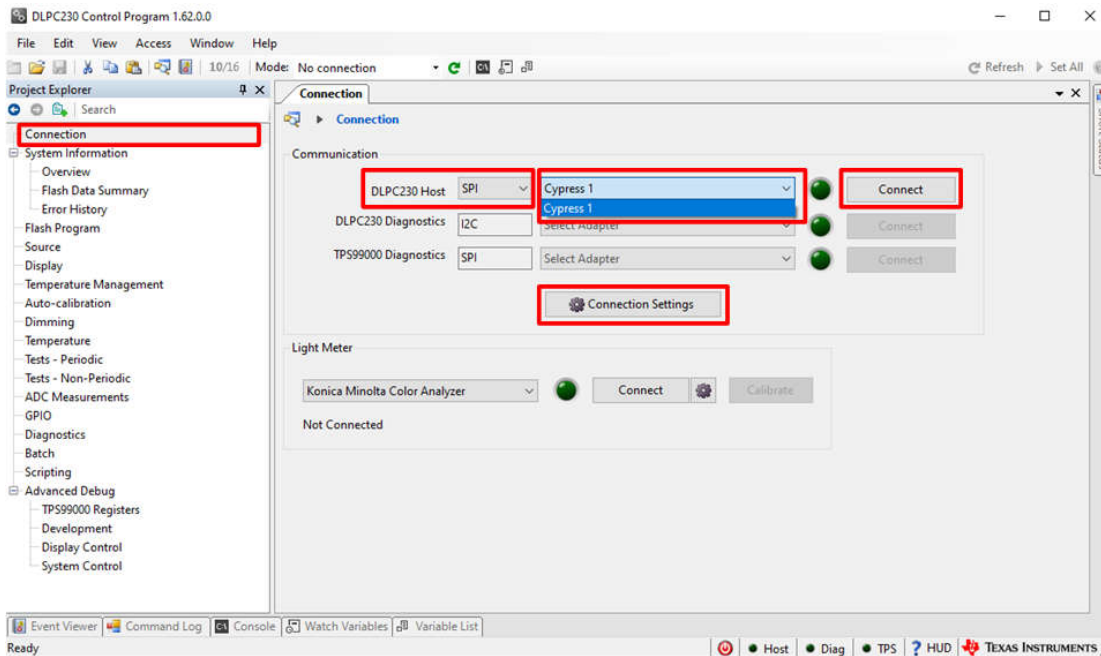 DLPC230 Control Program 1.62.0.0
File Edit View Access Window Help
10/16 Mode: No connection Refresh Set All
Project Explorer
Search
Connection
System Information
Overview
Flash Data Summary
Error History
Flash Program
Source
Display
Temperature Management
Auto-calibration
Dimming
Temperature
Tests - Periodic
Tests - Non-Periodic
ADC Measurements
GPIO
Diagnostics
Batch
Scripting
Advanced Debug
TPS99000 Registers
Development
Display Control
System Control
Connection
Connection
Communication
DLPC230 Host SPI Cypress 1 Connect
Cypress 1
DLPC230 Diagnostics I2C Select Adapter Connect
TPS99000 Diagnostics SPI Select Adapter Connect
Connection Settings
Light Meter
Konica Minolta Color Analyzer Connect Calibrate
Not Connected
Event Viewer Command Log Console Watch Variables Variable List
Ready Host Diag TPS HUD TEXAS INSTRUMENTS